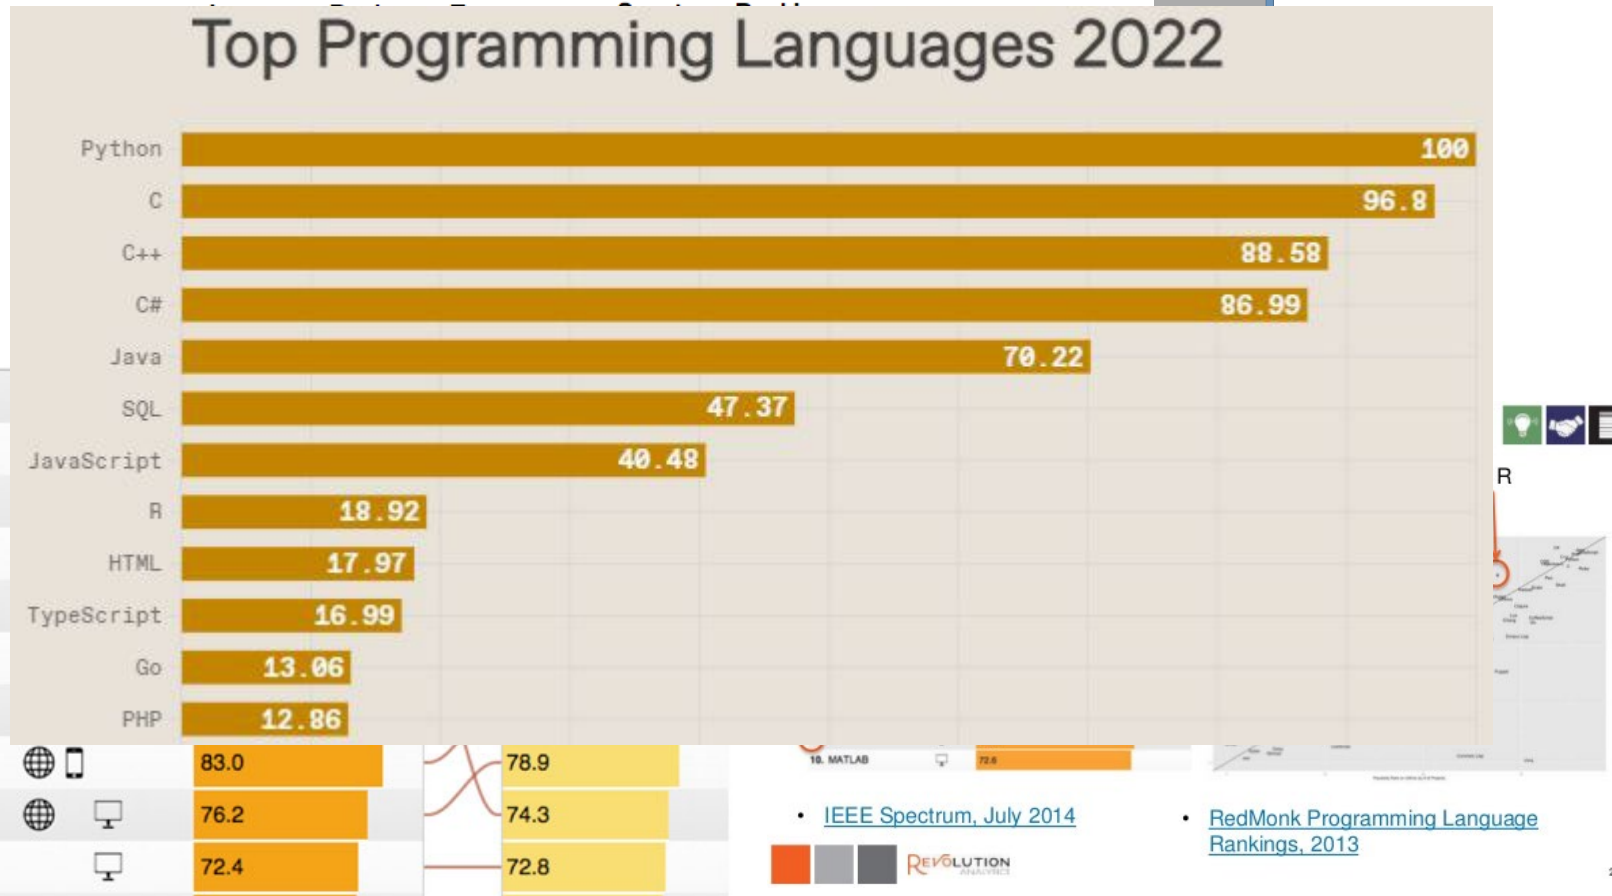 Top Programming Languages 2022
Python 100
C 96.8
C++ 88.58
C# 86.99
Java 70.22
SQL 47.37
JavaScript 40.48
R 18.92
HTML 17.97
TypeScript 16.99
Go 13.06
PHP 12.86
R
83.0 78.9
76.2 74.3
72.4 72.8
10. MATLAB 72.6
• IEEE Spectrum, July 2014
REVOLUTION
ANALYTICS
• RedMonk Programming Language
Rankings, 2013